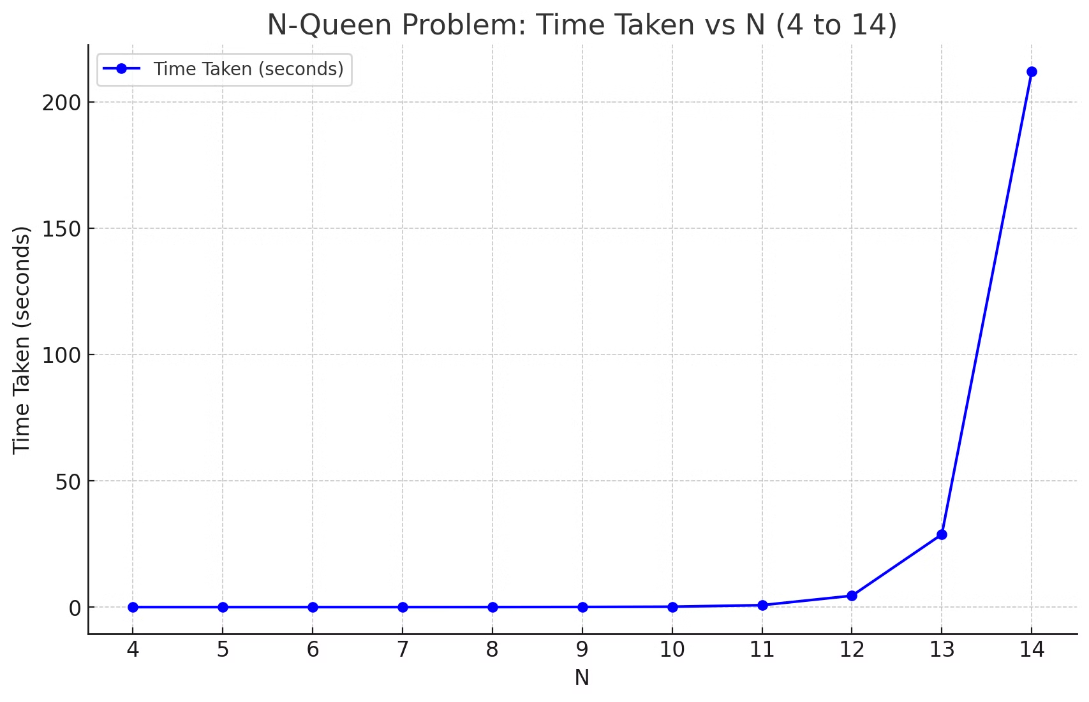 N-Queen Problem: Time Taken vs N (4 to 14)
Time Taken (seconds)
Time Taken (seconds)
200
150
100
50
0
4 5 6 7 8 9 10 11 12 13 14
N